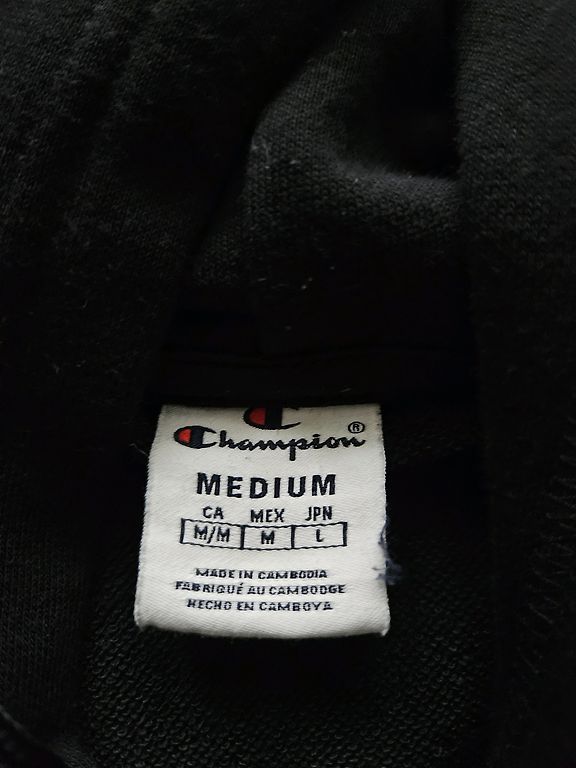 Champion®
MEDIUM
CA MEX JPN
M/M M L
MADE IN CAMBODIA
FABRIQUÉ AU CAMBODGE
HECHO EN CAMBOYA